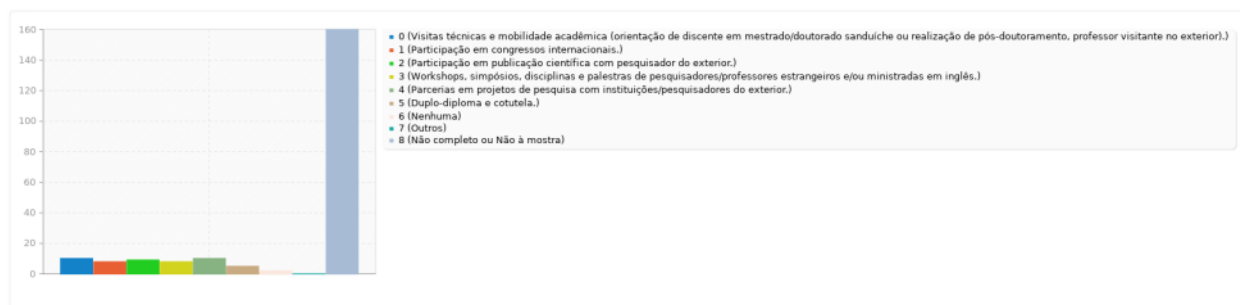 160
140
120
100
80
60
40
20
0
0 (Visitas técnicas e mobilidade acadêmica (orientação de discente em mestrado/doutorado sanduíche ou realização de pós-doutoramento, professor visitante no exterior).)
1 (Participação em congressos internacionais.)
2 (Participação em publicação científica com pesquisador do exterior.)
3 (Workshops, simpósios, disciplinas e palestras de pesquisadores/professores estrangeiros e/ou ministradas em inglês.)
4 (Parcerias em projetos de pesquisa com instituições/pesquisadores do exterior.)
5 (Duplo-diploma e cotutela.)
6 (Nenhuma)
7 (Outros)
8 (Não completo ou Não à mostra)